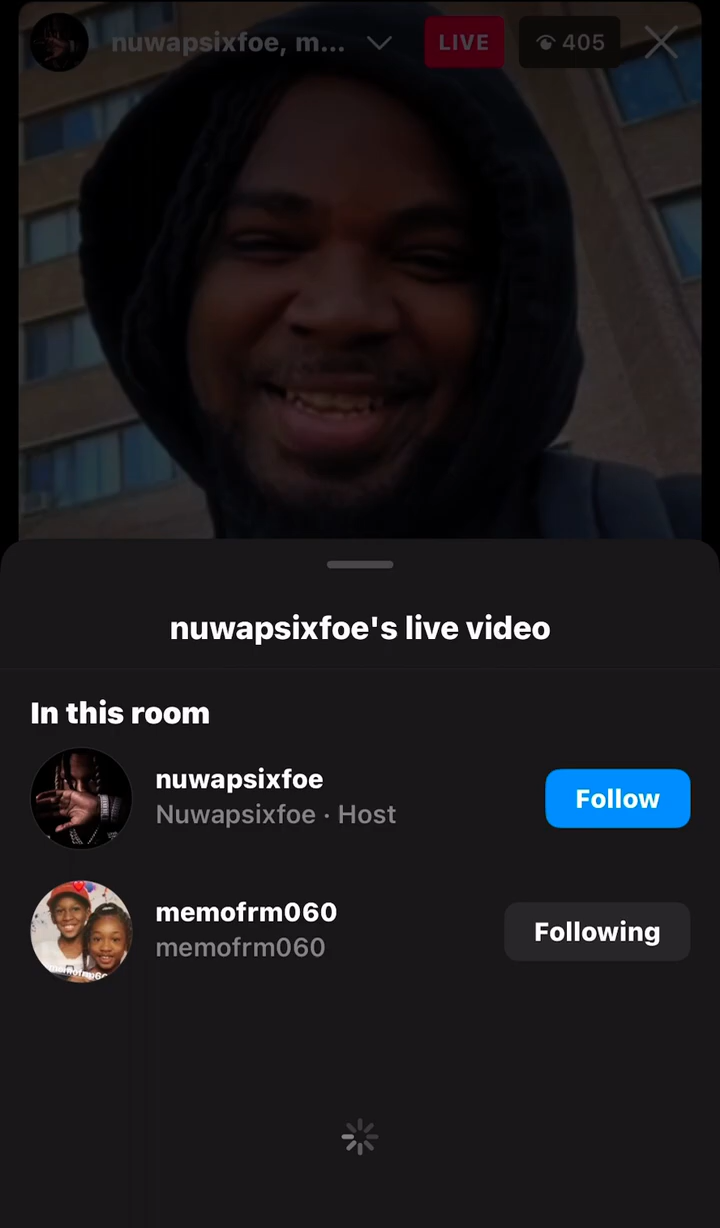 nuwapsixfoe, m...
LIVE
405
nuwapsixfoe's live video
In this room
nuwapsixfoe
Nuwapsixfoe · Host
Follow
memofrm060
memofrm060
Following